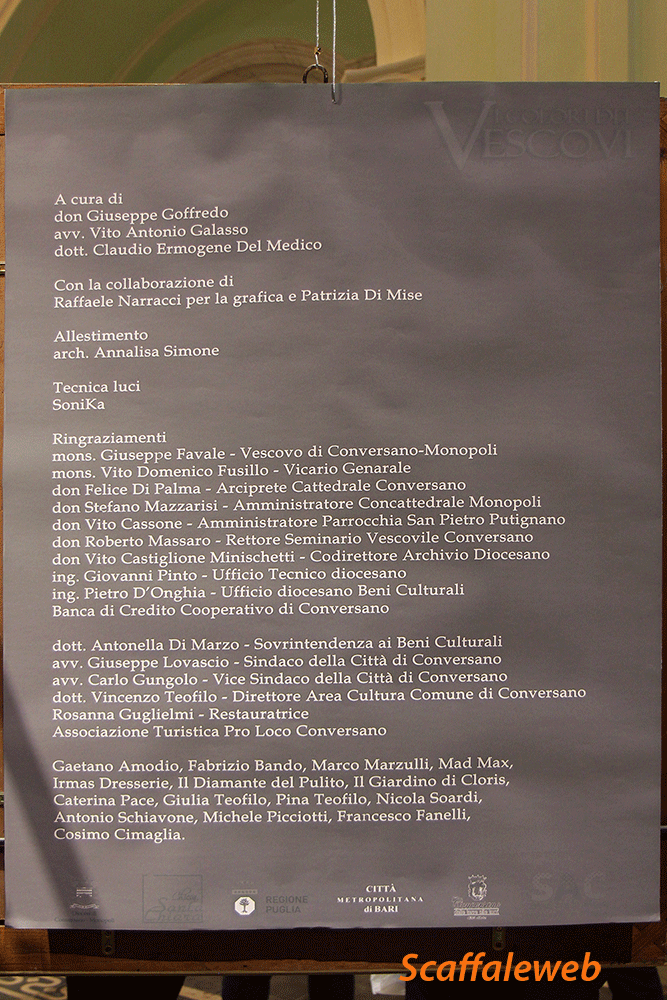 I COLORI DEI
VESCOVI
A cura di
don Giuseppe Goffredo
avv. Vito Antonio Galasso
dott. Claudio Ermogene Del Medico
Con la collaborazione di
Raffaele Narracci per la grafica e Patrizia Di Mise
Allestimento
arch. Annalisa Simone
Tecnica luci
SoniKa
Ringraziamenti
mons. Giuseppe Favale - Vescovo di Conversano-Monopoli
mons. Vito Domenico Fusillo - Vicario Genarale
don Felice Di Palma - Arciprete Cattedrale Conversano
don Stefano Mazzarisi - Amministratore Concattedrale Monopoli
don Vito Cassone - Amministratore Parrocchia San Pietro Putignano
don Roberto Massaro - Rettore Seminario Vescovile Conversano
don Vito Castiglione Minischetti - Codirettore Archivio Diocesano
ing. Giovanni Pinto - Ufficio Tecnico diocesano
ing. Pietro D'Onghia - Ufficio diocesano Beni Culturali
Banca di Credito Cooperativo di Conversano
dott. Antonella Di Marzo - Sovrintendenza ai Beni Culturali
avv. Giuseppe Lovascio - Sindaco della Città di Conversano
avv. Carlo Gungolo - Vice Sindaco della Città di Conversano
dott. Vincenzo Teofilo - Direttore Area Cultura Comune di Conversano
Rosanna Guglielmi - Restauratrice
Associazione Turistica Pro Loco Conversano
Gaetano Amodio, Fabrizio Bando, Marco Marzulli, Mad Max,
Irmas Dresserie, Il Diamante del Pulito, Il Giardino di Cloris,
Caterina Pace, Giulia Teofilo, Pina Teofilo, Nicola Soardi,
Antonio Schiavone, Michele Picciotti, Francesco Fanelli,
Cosimo Cimaglia.
REGIONE
PUGLIA
CITTÀ
METROPOLITANA
di BARI
Scaffaleweb